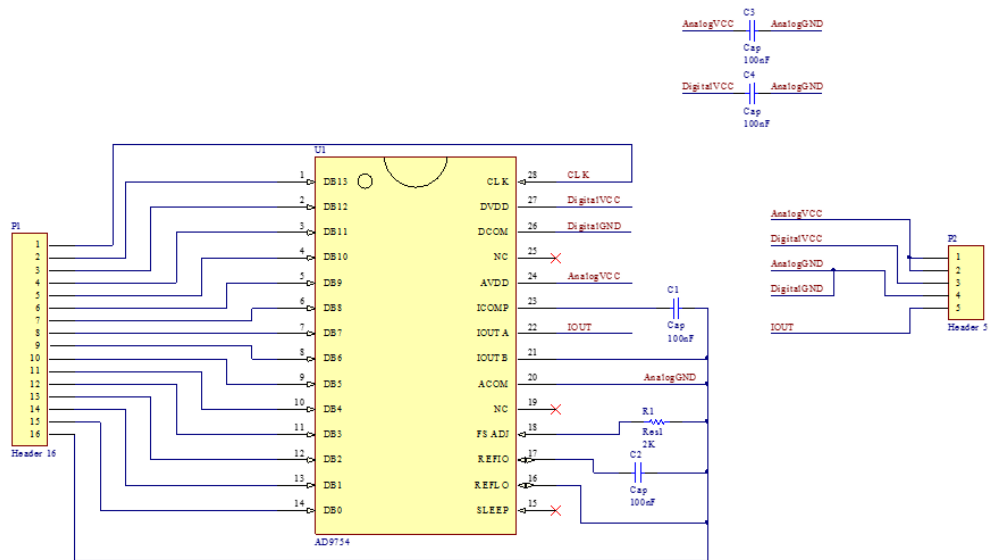 C3
AnalogVCC AnalogGND
Cap
100nF
C4
DigitalVCC AnalogGND
Cap
100nF
U1
1 DB13 CLK 28 CLK
2 DB12 DVDD 27 DigitalVCC
3 DB11 DCOM 26 DigitalGND
4 DB10 NC 25
5 DB9 AVDD 24 AnalogVCC
6 DB8 ICOMP 23
7 DB7 IOUTA 22 IOUT
8 DB6 IOUTB 21
9 DB5 ACOM 20 AnalogGND
10 DB4 NC 19
11 DB3 FS ADJ 18
12 DB2 REFIO 17
13 DB1 REFLO 16
14 DB0 SLEEP 15
AD9754
P1
1
2
3
4
5
6
7
8
9
10
11
12
13
14
15
16
Header 16
C1
Cap
100nF
R1
Res1
2K
C2
Cap
100nF
AnalogVCC
DigitalVCC
AnalogGND
DigitalGND
IOUT
P2
1
2
3
4
5
Header 5